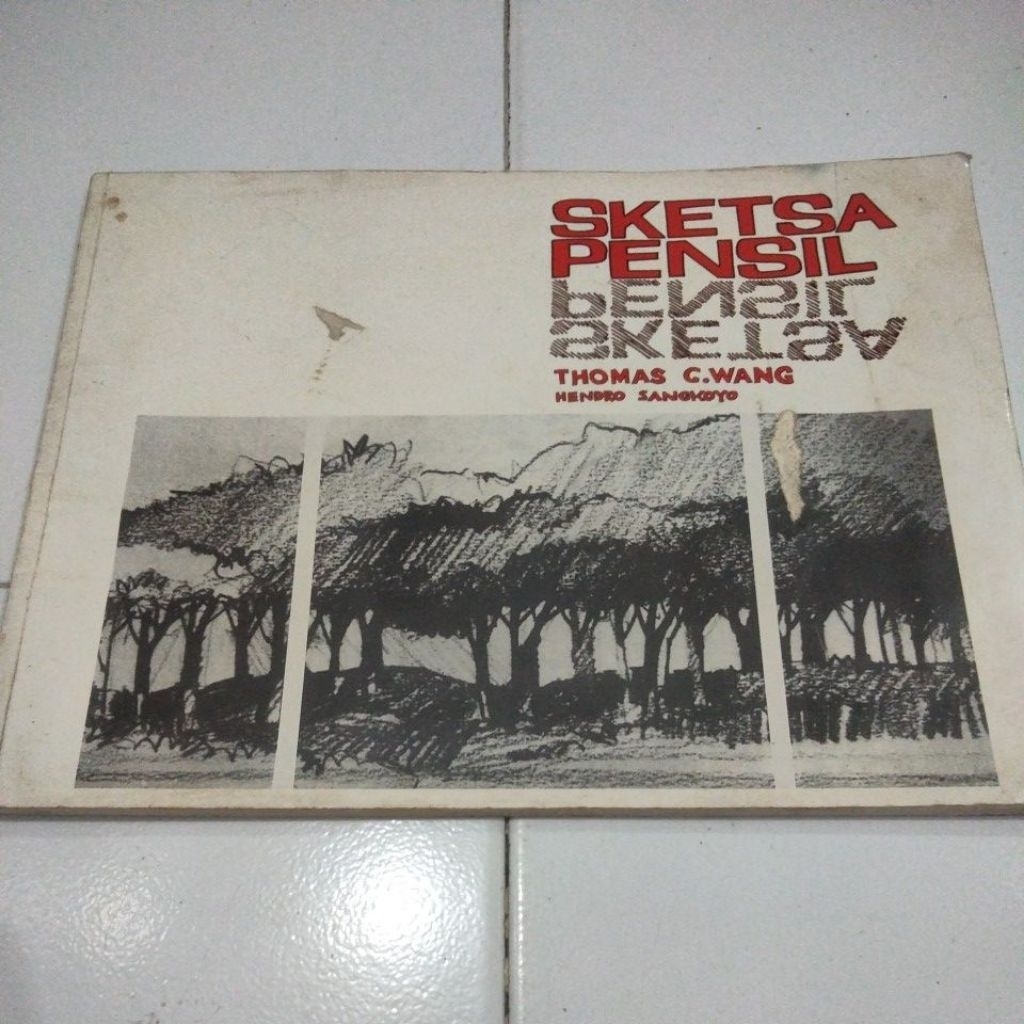 SKETSA
PENSIL
PENSIL
SKETSA
THOMAS C.WANG
HENDRO SANGKOYO